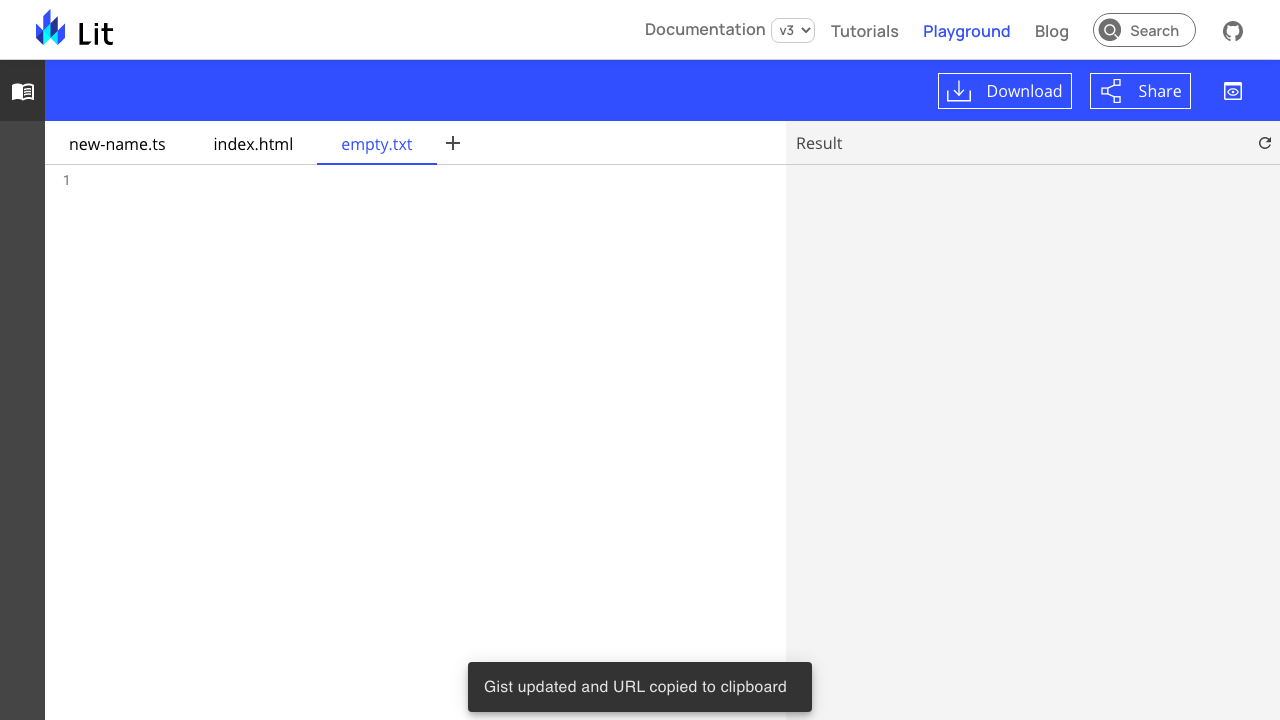 Lit
Documentation v3 Tutorials Playground Blog Search
Download Share
new-name.ts index.html empty.txt Result
1
Gist updated and URL copied to clipboard